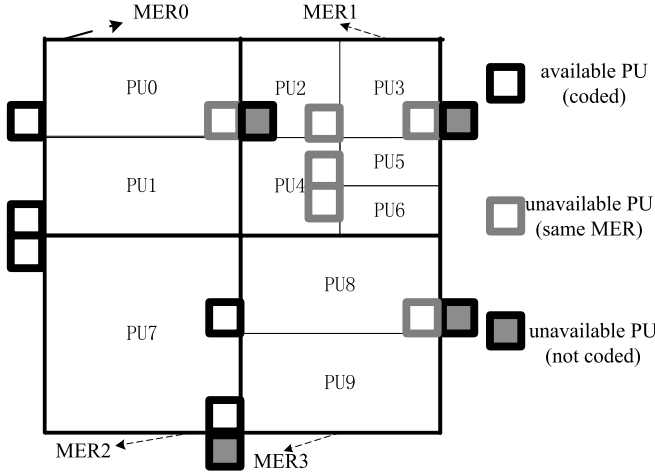 MER0
MER1
PU0
PU2
PU3
available PU
(coded)
PU1
PU4
PU5
PU6
unavailable PU
(same MER)
PU7
PU8
PU9
unavailable PU
(not coded)
MER2
MER3